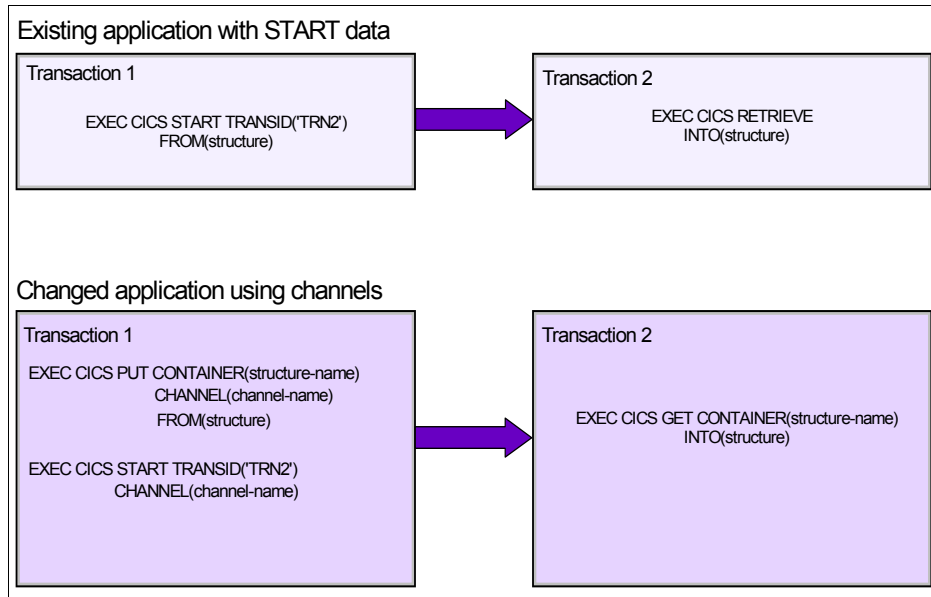 Existing application with START data
Transaction 1
EXEC CICS START TRANSID('TRN2')
FROM(structure)
Transaction 2
EXEC CICS RETRIEVE
INTO(structure)
Changed application using channels
Transaction 1
EXEC CICS PUT CONTAINER(structure-name)
CHANNEL(channel-name)
FROM(structure)
EXEC CICS START TRANSID('TRN2')
CHANNEL(channel-name)
Transaction 2
EXEC CICS GET CONTAINER(structure-name)
INTO(structure)